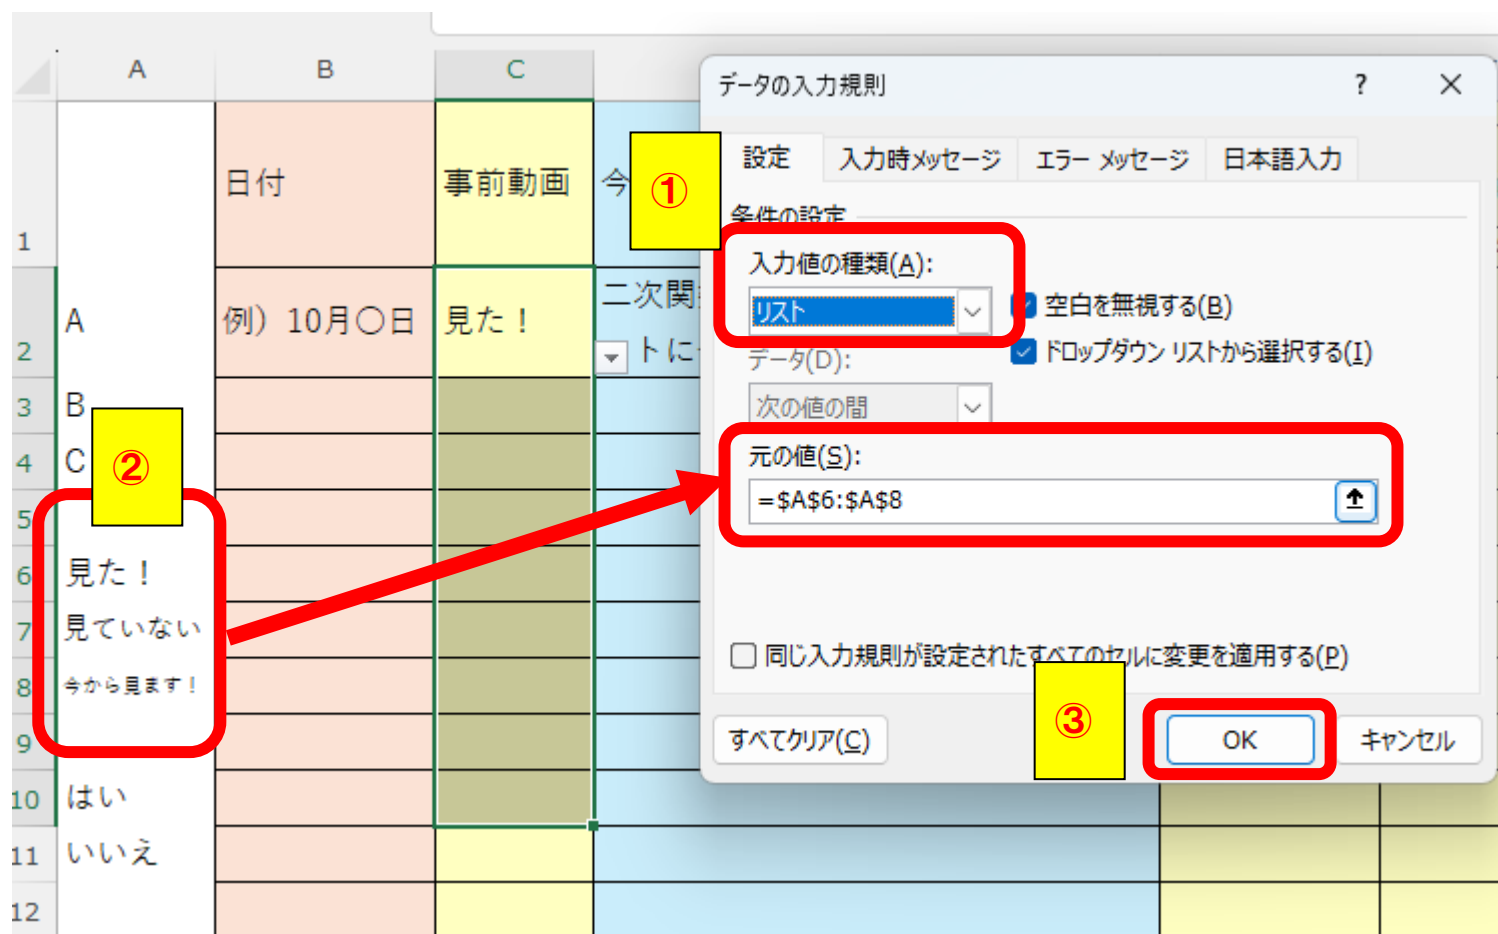 A B C
データの入力規則 ? ×
設定 入力時メッセージ エラー メッセージ 日本語入力
条件の設定
①
入力値の種類(A):
リスト
空白を無視する(B)
データ(D):
ドロップダウン リストから選択する(I)
次の値の間
元の値(S):
=$A$6:$A$8
同じ入力規則が設定されたすべてのセルに変更を適用する(P)
③
すべてクリア(C) OK キャンセル
1 日付 事前動画 今
2 A 例）10月〇日 見た！ 二次関
トに
3 B
4 C
②
5
6 見た！
7 見ていない
8 今から見ます！
9
10 はい
11 いいえ
12